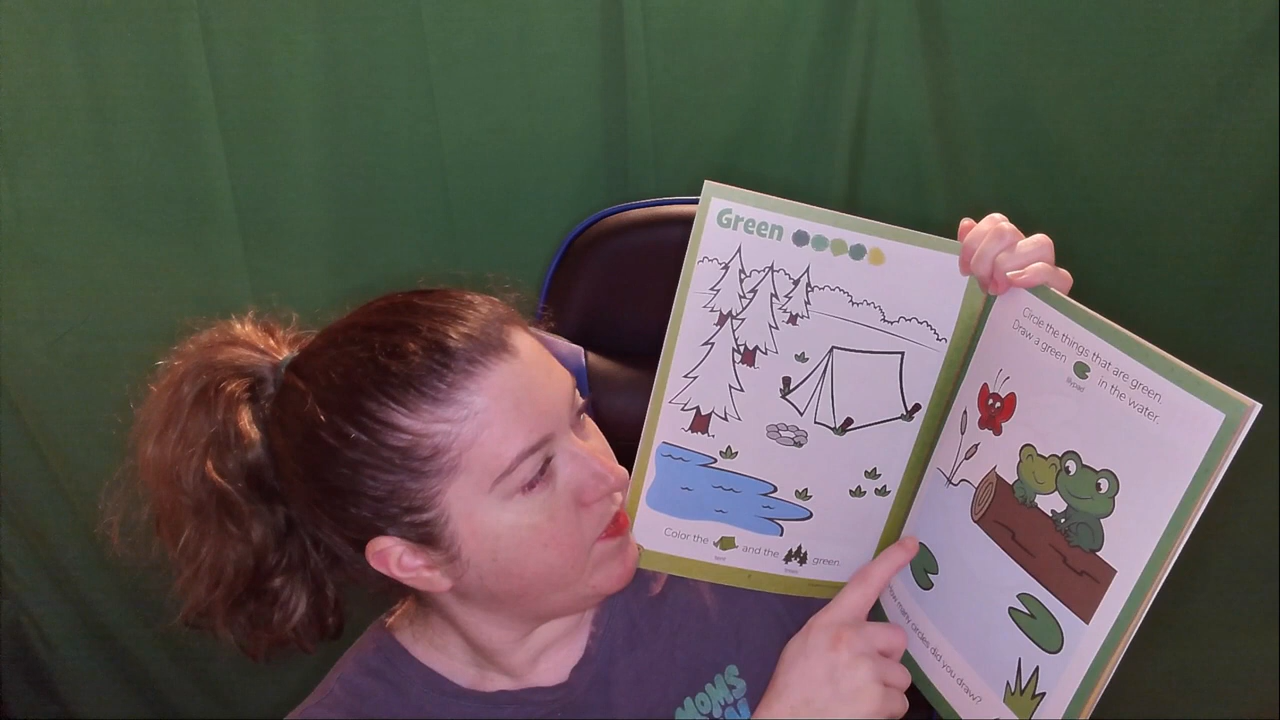 Green
Color the
and the
green.
tent
trees
Circle the things that are green.
Draw a green
in the water.
lilypad
How many circles did you draw?
MOMS